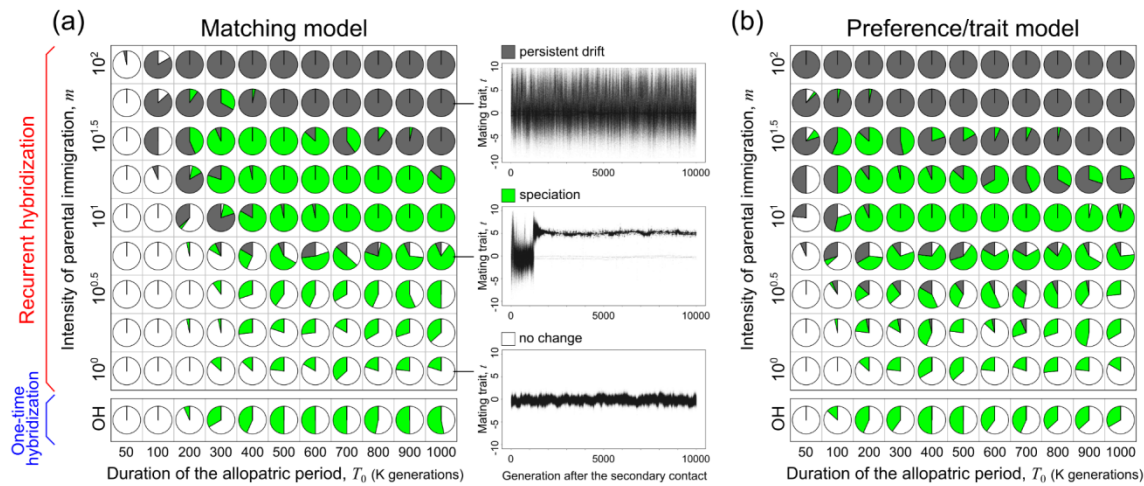 (a)
Matching model
Recurrent hybridization
One-time
hybridization
Intensity of parental immigration, m
10²
10^1.5
10¹
10^0.5
10⁰
OH
50 100 200 300 400 500 600 700 800 900 1000
Duration of the allopatric period, T₀ (K generations)
persistent drift
Mating trait, t
10
5
0
-5
-10
0 5000 10000
speciation
Mating trait, t
10
5
0
-5
-10
0 5000 10000
no change
Mating trait, t
10
5
0
-5
-10
0 5000 10000
Generation after the secondary contact
(b)
Preference/trait model
Intensity of parental immigration, m
10²
10^1.5
10¹
10^0.5
10⁰
OH
50 100 200 300 400 500 600 700 800 900 1000
Duration of the allopatric period, T₀ (K generations)